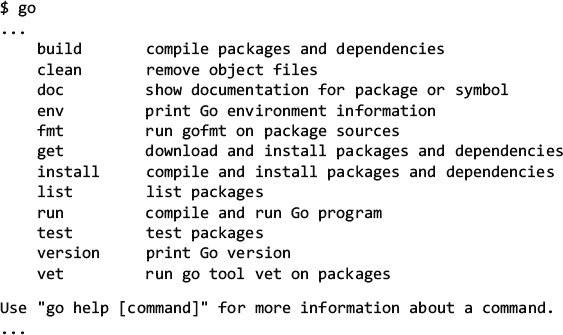 $ go
...
build compile packages and dependencies
clean remove object files
doc show documentation for package or symbol
env print Go environment information
fmt run gofmt on package sources
get download and install packages and dependencies
install compile and install packages and dependencies
list list packages
run compile and run Go program
test test packages
version print Go version
vet run go tool vet on packages
Use "go help [command]" for more information about a command.
...